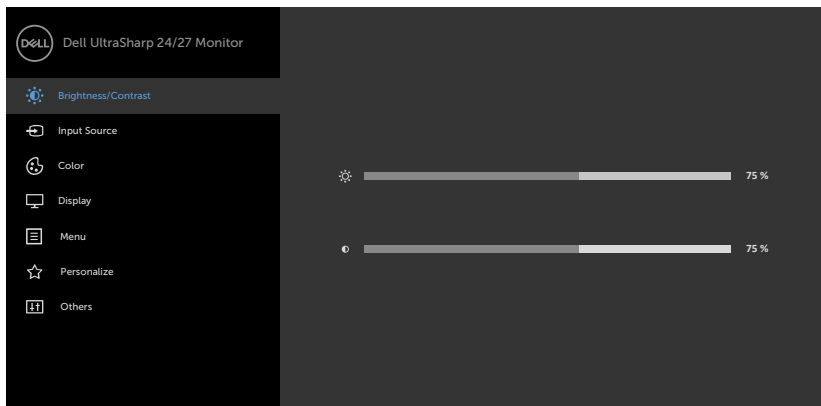 DELL
Dell UltraSharp 24/27 Monitor
Brightness/Contrast
Input Source
Color
Display
Menu
Personalize
Others
75 %
75 %